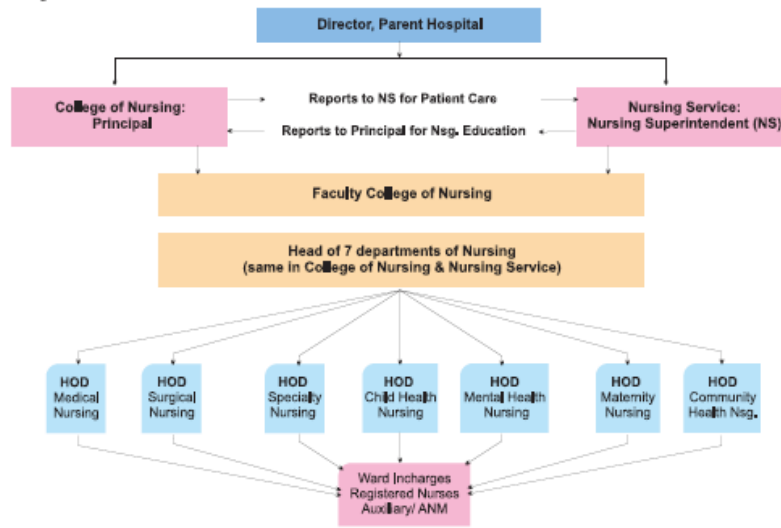 Director, Parent Hospital
College of Nursing:
Principal
Reports to NS for Patient Care
Reports to Principal for Nsg. Education
Nursing Service:
Nursing Superintendent (NS)
Faculty College of Nursing
Head of 7 departments of Nursing
(same in College of Nursing & Nursing Service)
HOD
Medical
Nursing
HOD
Surgical
Nursing
HOD
Specialty
Nursing
HOD
Child Health
Nursing
HOD
Mental Health
Nursing
HOD
Maternity
Nursing
HOD
Community
Health Nsg.
Ward Incharges
Registered Nurses
Auxiliary/ ANM